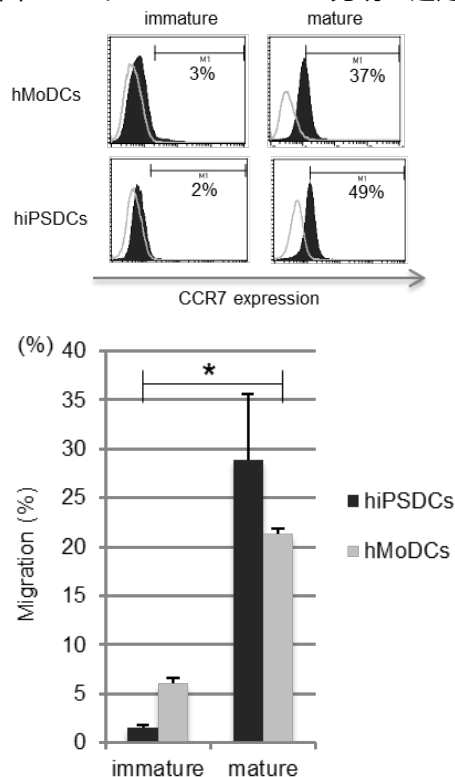 immature mature
M1 M1
hMoDCs 3% 37%
M1 M1
hiPSDCs 2% 49%
CCR7 expression
(%)
40
*
35
30
25
20
15
10
5
0
Migration (%)
hiPSDCs
hMoDCs
immature mature